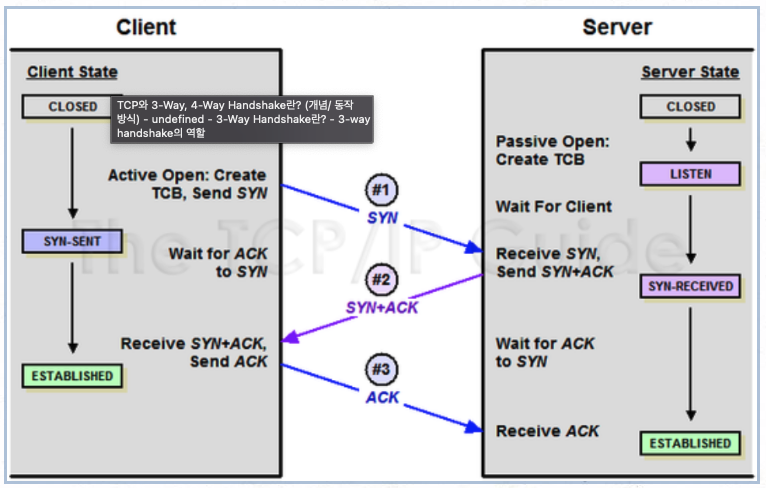 Client
Server
Client State
CLOSED
TCP와 3-Way, 4-Way Handshake란? (개념/ 동작
방식) - undefined - 3-Way Handshake란? - 3-way
handshake의 역할
Active Open: Create
TCB, Send SYN
SYN-SENT
Wait for ACK
to SYN
Receive SYN+ACK,
Send ACK
ESTABLISHED
#1
SYN
#2
SYN+ACK
#3
ACK
Server State
CLOSED
Passive Open:
Create TCB
LISTEN
Wait For Client
Receive SYN,
Send SYN+ACK
SYN-RECEIVED
Wait for ACK
to SYN
Receive ACK
ESTABLISHED
The TCP/IP Guide